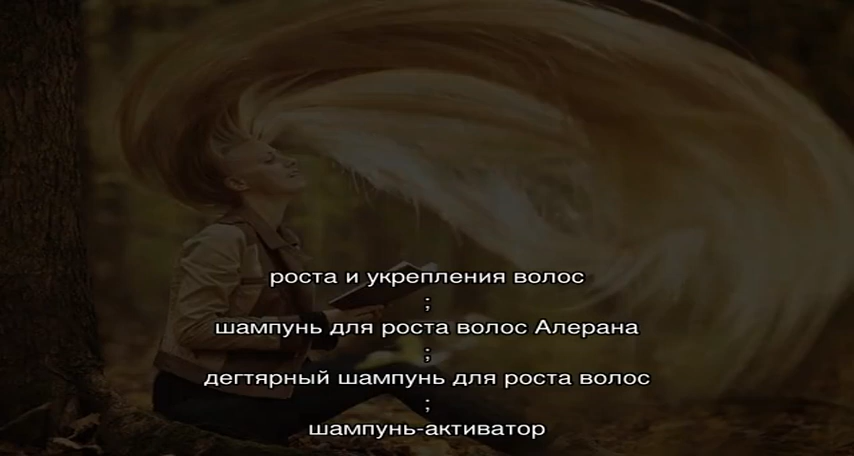 роста и укрепления волос
;
шампунь для роста волос Алерана
;
дегтярный шампунь для роста волос
;
шампунь-активатор